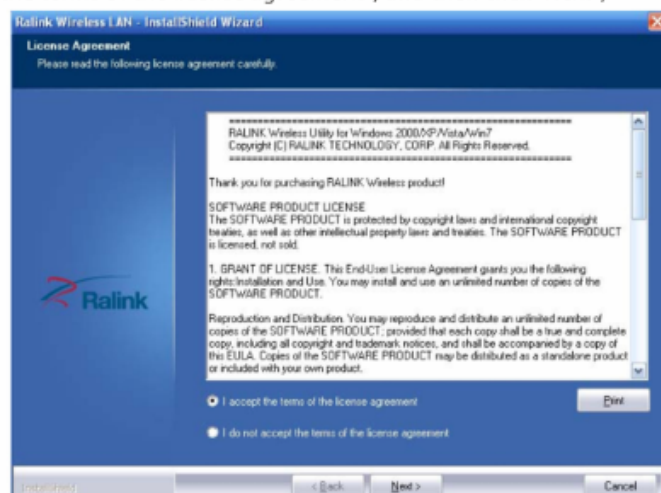 Ralink Wireless LAN - InstallShield Wizard
License Agreement
Please read the following license agreement carefully.
====================================================
RALINK Wireless Utility for Windows 2000/XP/Vista/Win7
Copyright (C) RALINK TECHNOLOGY, CORP. All Rights Reserved.
====================================================
Thank you for purchasing RALINK Wireless product!
SOFTWARE PRODUCT LICENSE
The SOFTWARE PRODUCT is protected by copyright laws and international copyright
treaties, as well as other intellectual property laws and treaties. The SOFTWARE PRODUCT
is licensed, not sold.
1. GRANT OF LICENSE. This End-User License Agreement grants you the following
rights:Installation and Use. You may install and use an unlimited number of copies of the
SOFTWARE PRODUCT.
Reproduction and Distribution. You may reproduce and distribute an unlimited number of
copies of the SOFTWARE PRODUCT; provided that each copy shall be a true and complete
copy, including all copyright and trademark notices, and shall be accompanied by a copy of
this EULA. Copies of the SOFTWARE PRODUCT may be distributed as a standalone product
or included with your own product.
Ralink
I accept the terms of the license agreement
Print
I do not accept the terms of the license agreement
InstallShield
< Back
Next >
Cancel